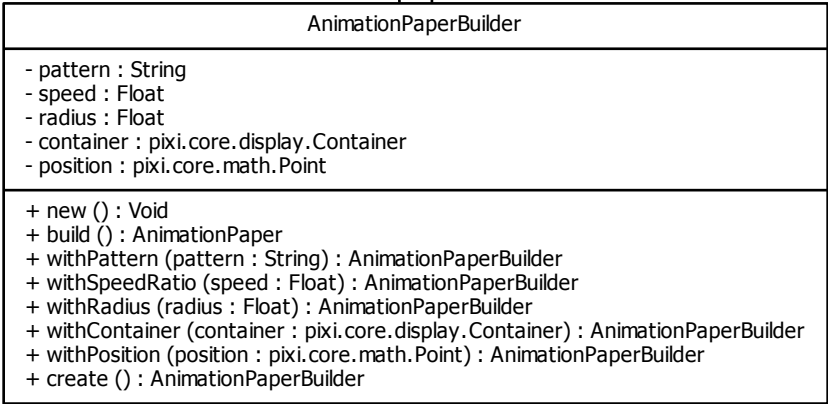 AnimationPaperBuilder
- pattern : String
- speed : Float
- radius : Float
- container : pixi.core.display.Container
- position : pixi.core.math.Point
+ new () : Void
+ build () : AnimationPaper
+ withPattern (pattern : String) : AnimationPaperBuilder
+ withSpeedRatio (speed : Float) : AnimationPaperBuilder
+ withRadius (radius : Float) : AnimationPaperBuilder
+ withContainer (container : pixi.core.display.Container) : AnimationPaperBuilder
+ withPosition (position : pixi.core.math.Point) : AnimationPaperBuilder
+ create () : AnimationPaperBuilder